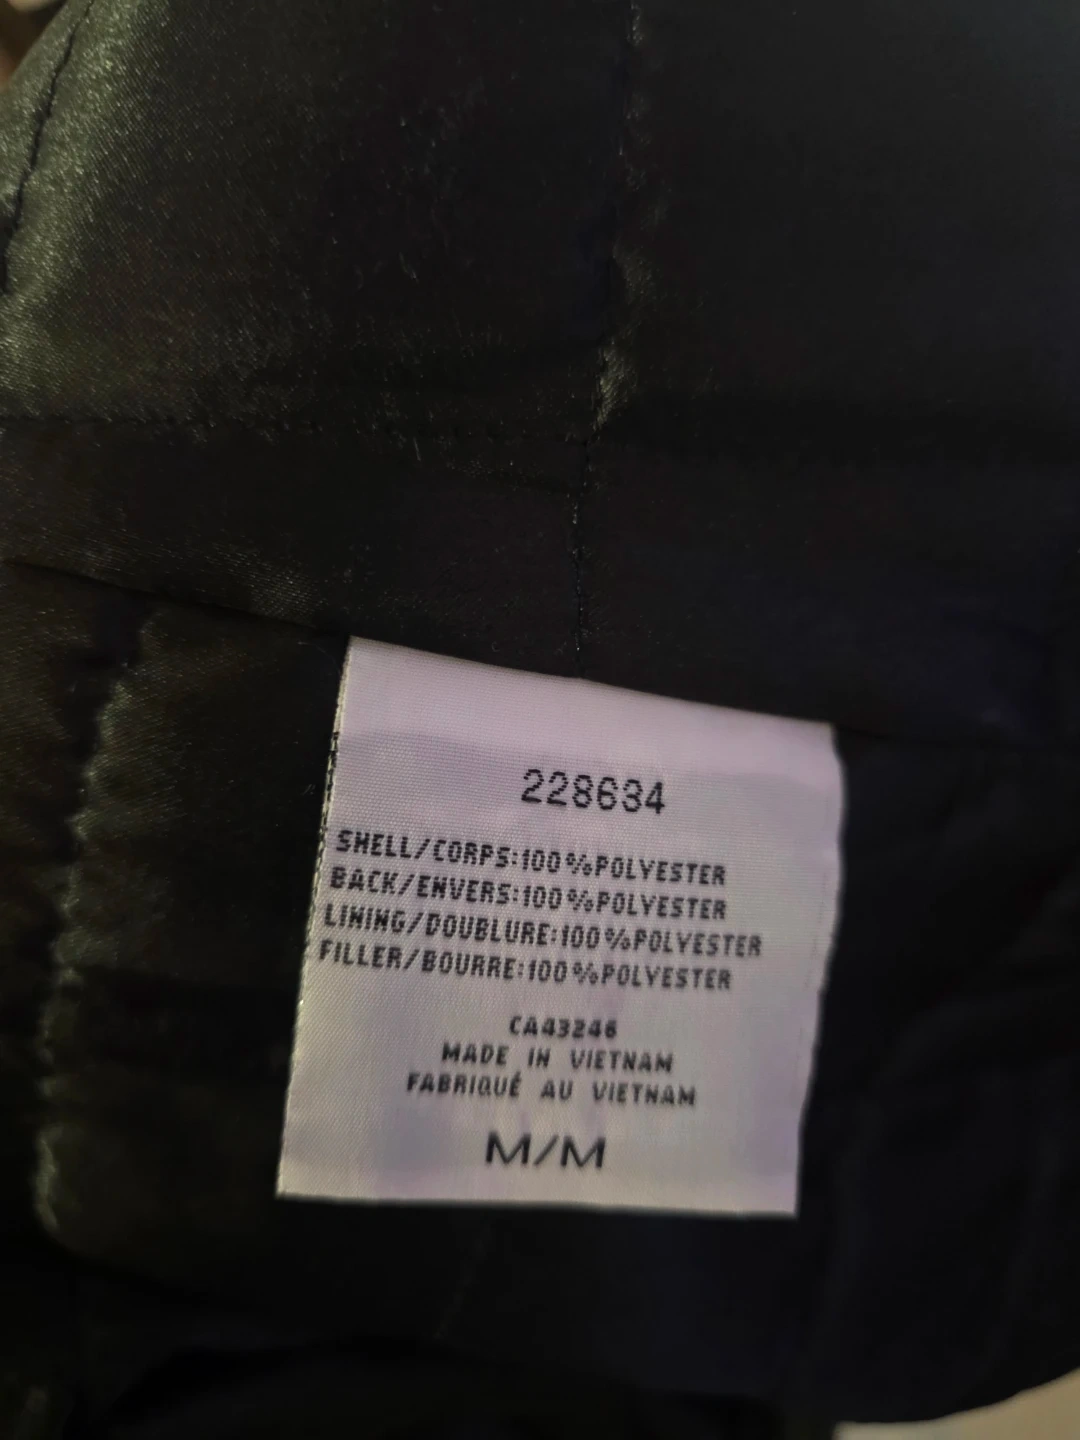 228634
SHELL/CORPS:100%POLYESTER
BACK/ENVERS:100%POLYESTER
LINING/DOUBLURE:100%POLYESTER
FILLER/BOURRE:100%POLYESTER
CA43246
MADE IN VIETNAM
FABRIQUÉ AU VIETNAM
M/M